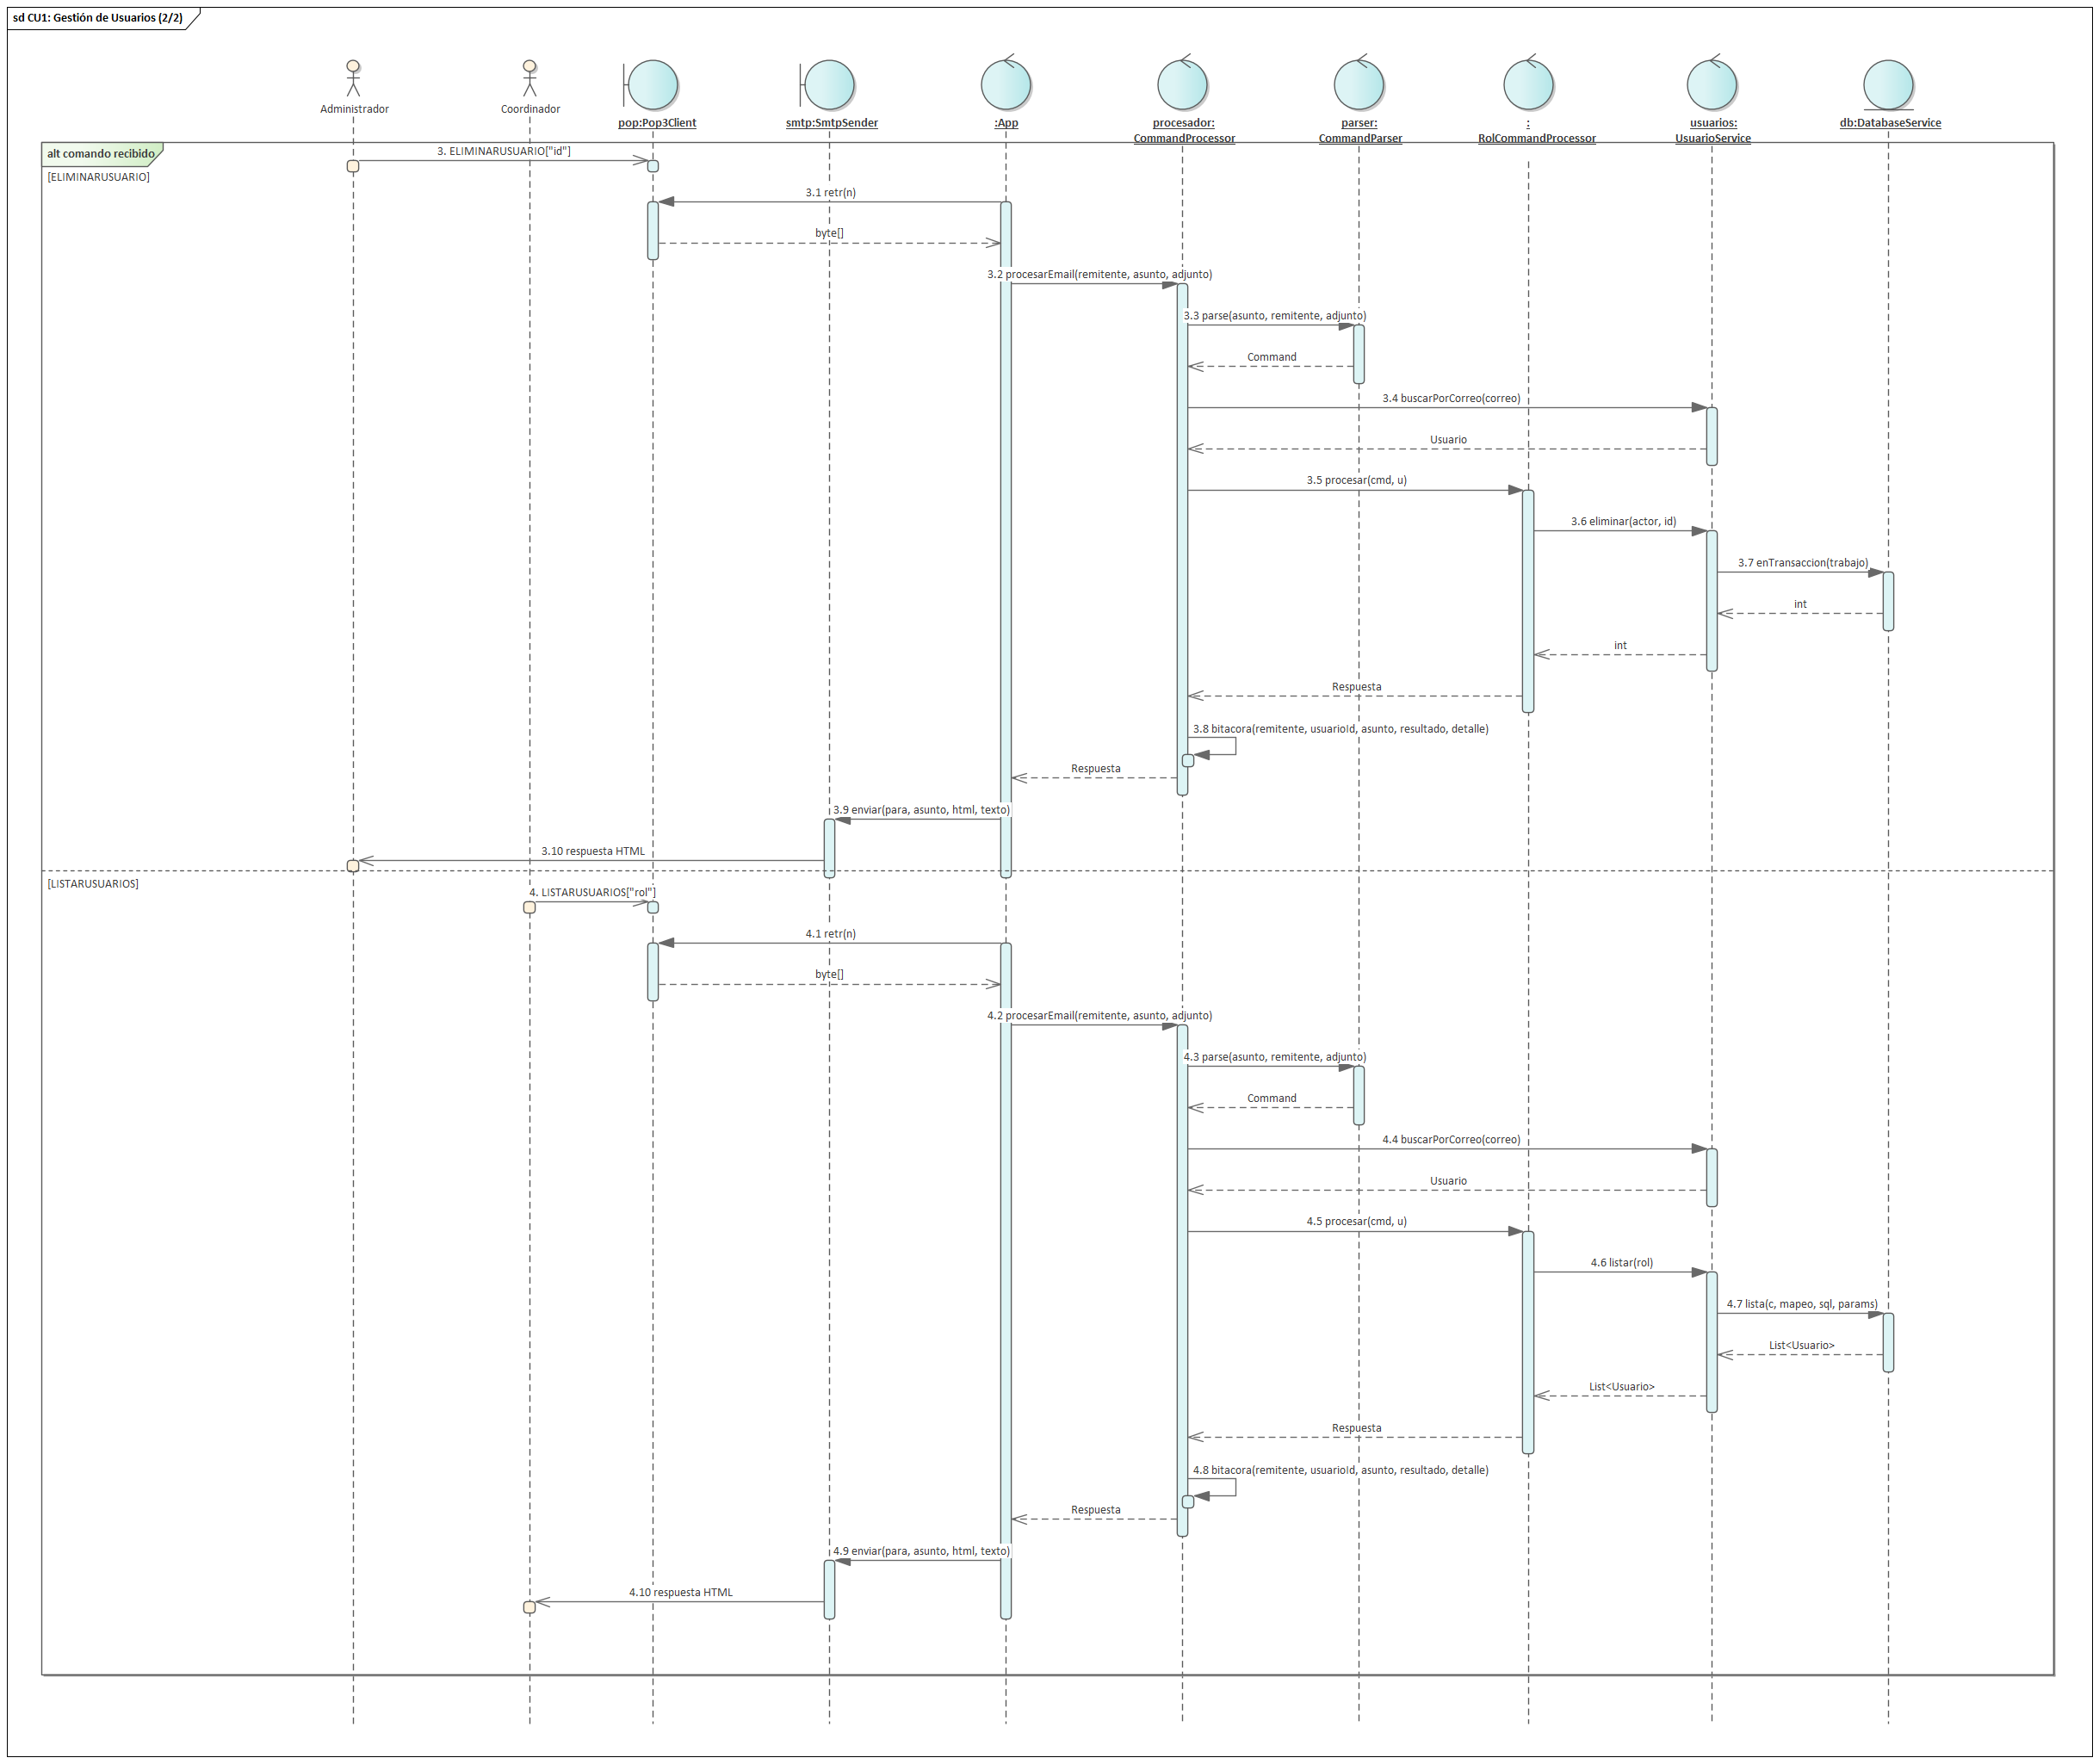 sd CU1: Gestión de Usuarios (2/2)
Administrador
Coordinador
pop:Pop3Client
smtp:SmtpSender
:App
procesador:
CommandProcessor
parser:
CommandParser
:
RolCommandProcessor
usuarios:
UsuarioService
db:DatabaseService
alt comando recibido
[ELIMINARUSUARIO]
3. ELIMINARUSUARIO["id"]
3.1 retr(n)
byte[]
3.2 procesarEmail(remitente, asunto, adjunto)
3.3 parse(asunto, remitente, adjunto)
Command
3.4 buscarPorCorreo(correo)
Usuario
3.5 procesar(cmd, u)
3.6 eliminar(actor, id)
3.7 enTransaccion(trabajo)
int
int
Respuesta
3.8 bitacora(remitente, usuarioId, asunto, resultado, detalle)
Respuesta
3.9 enviar(para, asunto, html, texto)
3.10 respuesta HTML
[LISTARUSUARIOS]
4. LISTARUSUARIOS["rol"]
4.1 retr(n)
byte[]
4.2 procesarEmail(remitente, asunto, adjunto)
4.3 parse(asunto, remitente, adjunto)
Command
4.4 buscarPorCorreo(correo)
Usuario
4.5 procesar(cmd, u)
4.6 listar(rol)
4.7 lista(c, mapeo, sql, params)
List<Usuario>
List<Usuario>
Respuesta
4.8 bitacora(remitente, usuarioId, asunto, resultado, detalle)
Respuesta
4.9 enviar(para, asunto, html, texto)
4.10 respuesta HTML